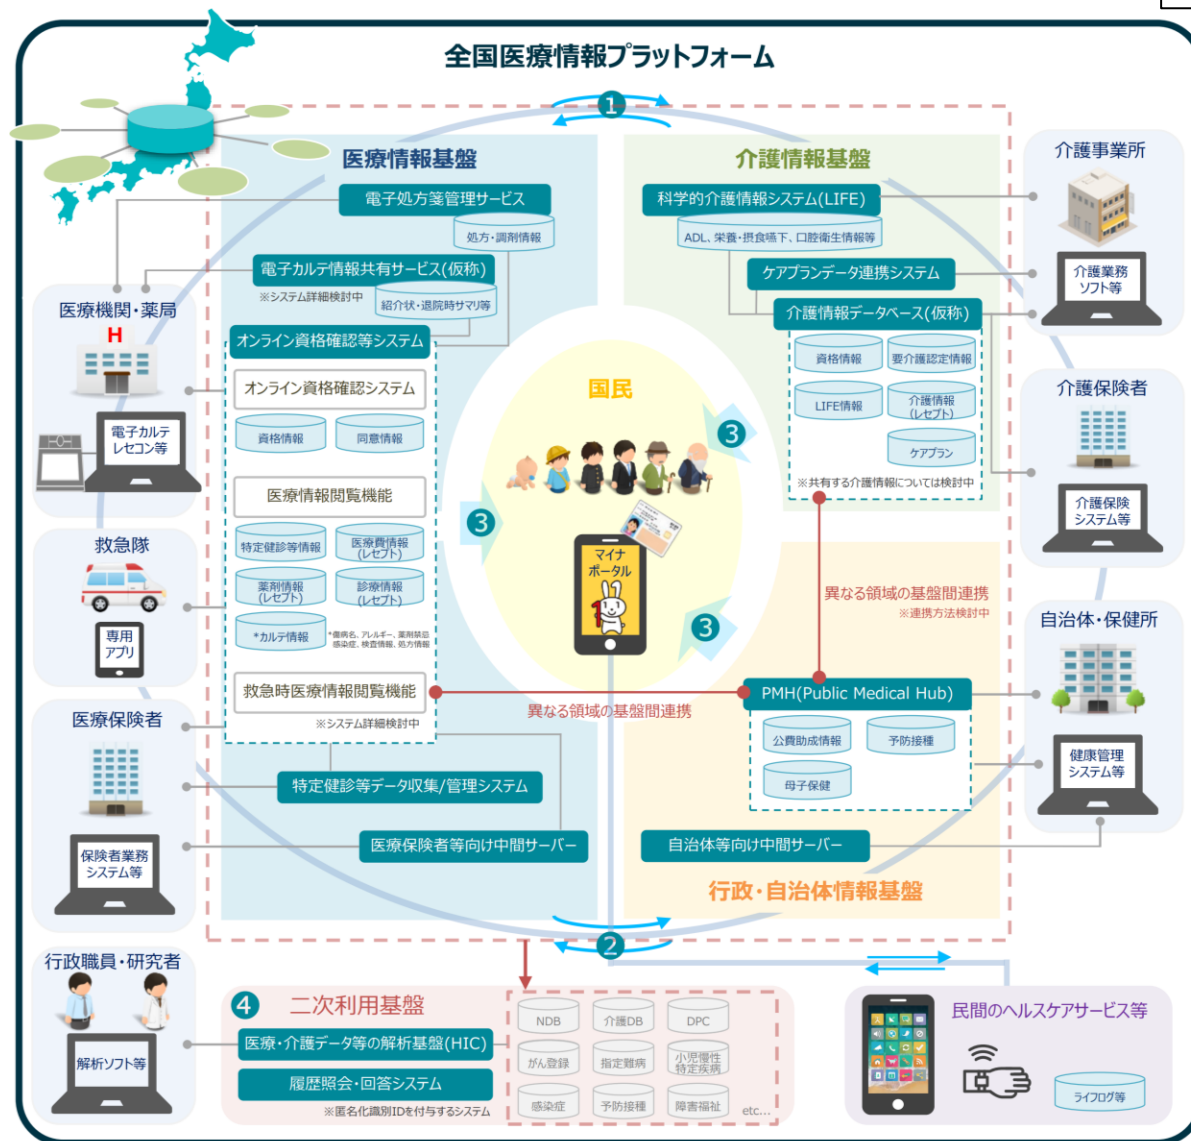 全国医療情報プラットフォーム
1
医療情報基盤
電子処方箋管理サービス
処方・調剤情報
電子カルテ情報共有サービス(仮称)
※システム詳細検討中
紹介状・退院時サマリ等
オンライン資格確認等システム
オンライン資格確認システム
資格情報
同意情報
医療情報閲覧機能
特定健診等情報
医療費情報
(レセプト)
薬剤情報
(レセプト)
診療情報
(レセプト)
*カルテ情報
*傷病名、アレルギー、薬剤禁忌
感染症、検査情報、処方情報
救急時医療情報閲覧機能
※システム詳細検討中
特定健診等データ収集/管理システム
医療保険者等向け中間サーバー
介護情報基盤
科学的介護情報システム(LIFE)
ADL、栄養・摂食嚥下、口腔衛生情報等
ケアプランデータ連携システム
介護情報データベース(仮称)
資格情報
要介護認定情報
LIFE情報
介護情報
(レセプト)
ケアプラン
※共有する介護情報については検討中
国民
3
3
3
マイナ
ポータル
異なる領域の基盤間連携
※連携方法検討中
異なる領域の基盤間連携
PMH(Public Medical Hub)
公費助成情報
予防接種
母子保健
自治体等向け中間サーバー
行政・自治体情報基盤
2
医療機関・薬局
H
電子カルテ
レセコン等
救急隊
専用
アプリ
医療保険者
保険者業務
システム等
行政職員・研究者
解析ソフト等
介護事業所
介護業務
ソフト等
介護保険者
介護保険
システム等
自治体・保健所
健康管理
システム等
4
二次利用基盤
医療・介護データ等の解析基盤(HIC)
履歴照会・回答システム
※匿名化識別IDを付与するシステム
NDB
介護DB
DPC
がん登録
指定難病
小児慢性
特定疾病
感染症
予防接種
障害福祉
etc...
民間のヘルスケアサービス等
ライフログ等